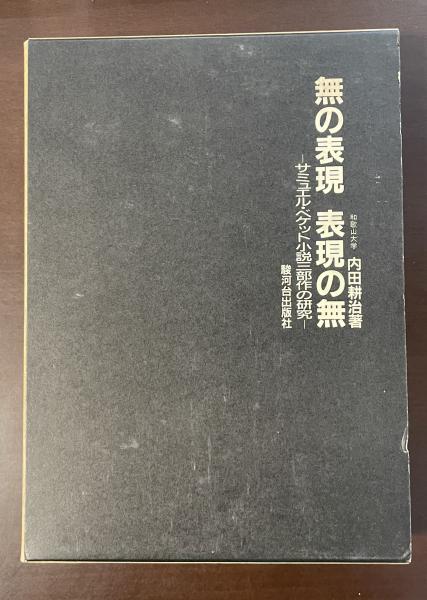 無の表現 表現の無
―サミュエル・ベケット小説三部作の研究―
和歌山大学 内田耕治著
駿河台出版社